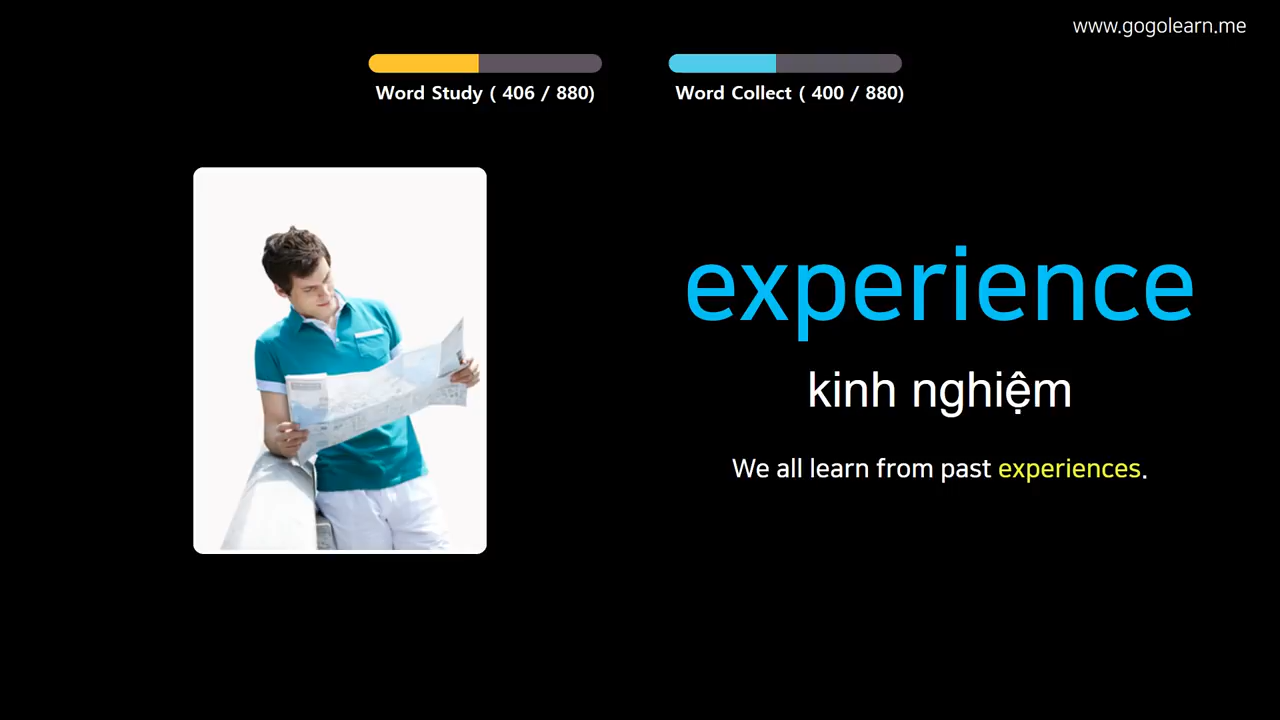 www.gogolearn.me
Word Study ( 406 / 880)
Word Collect ( 400 / 880)
experience
kinh nghiệm
We all learn from past experiences.